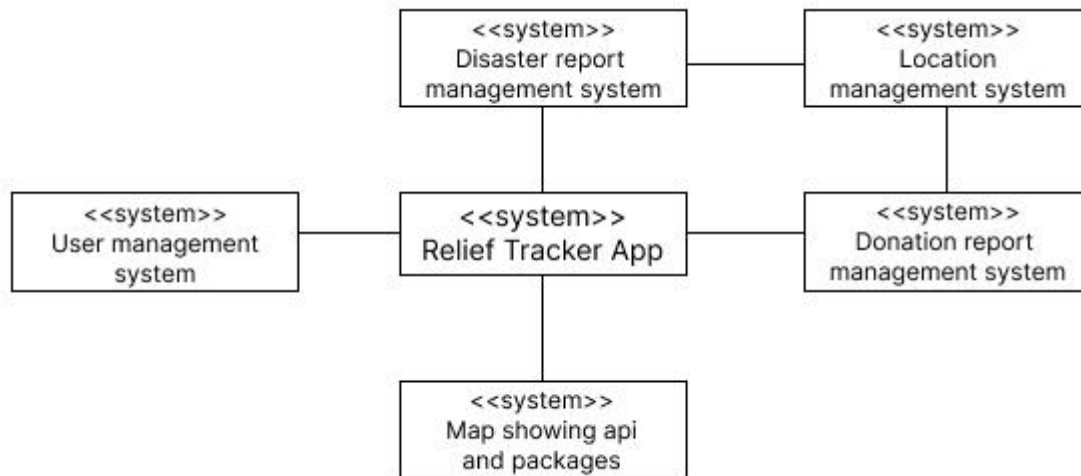 <<system>>
Disaster report
management system
<<system>>
Location
management system
<<system>>
User management
system
<<system>>
Relief Tracker App
<<system>>
Donation report
management system
<<system>>
Map showing api
and packages